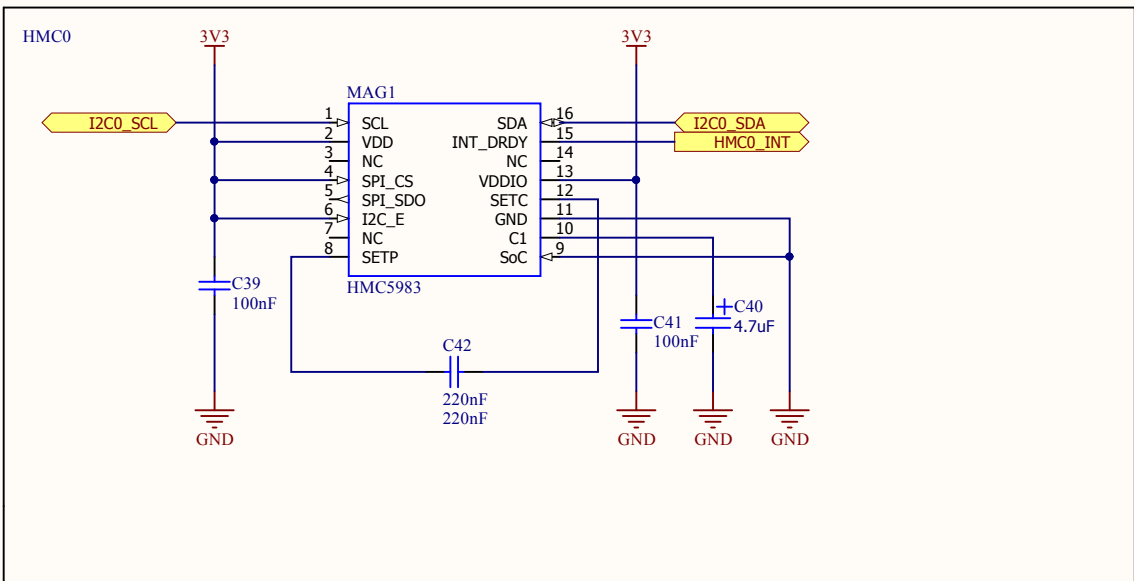 HMC0
3V3
3V3
MAG1
I2C0_SCL
1 SCL
2 VDD
3 NC
4 SPI_CS
5 SPI_SDO
6 I2C_E
7 NC
8 SETP
SDA 16
INT_DRDY 15
NC 14
VDDIO 13
SETC 12
GND 11
C1 10
SoC 9
I2C0_SDA
HMC0_INT
HMC5983
C39
100nF
C42
220nF
220nF
C41
100nF
C40
4.7uF
GND
GND
GND
GND